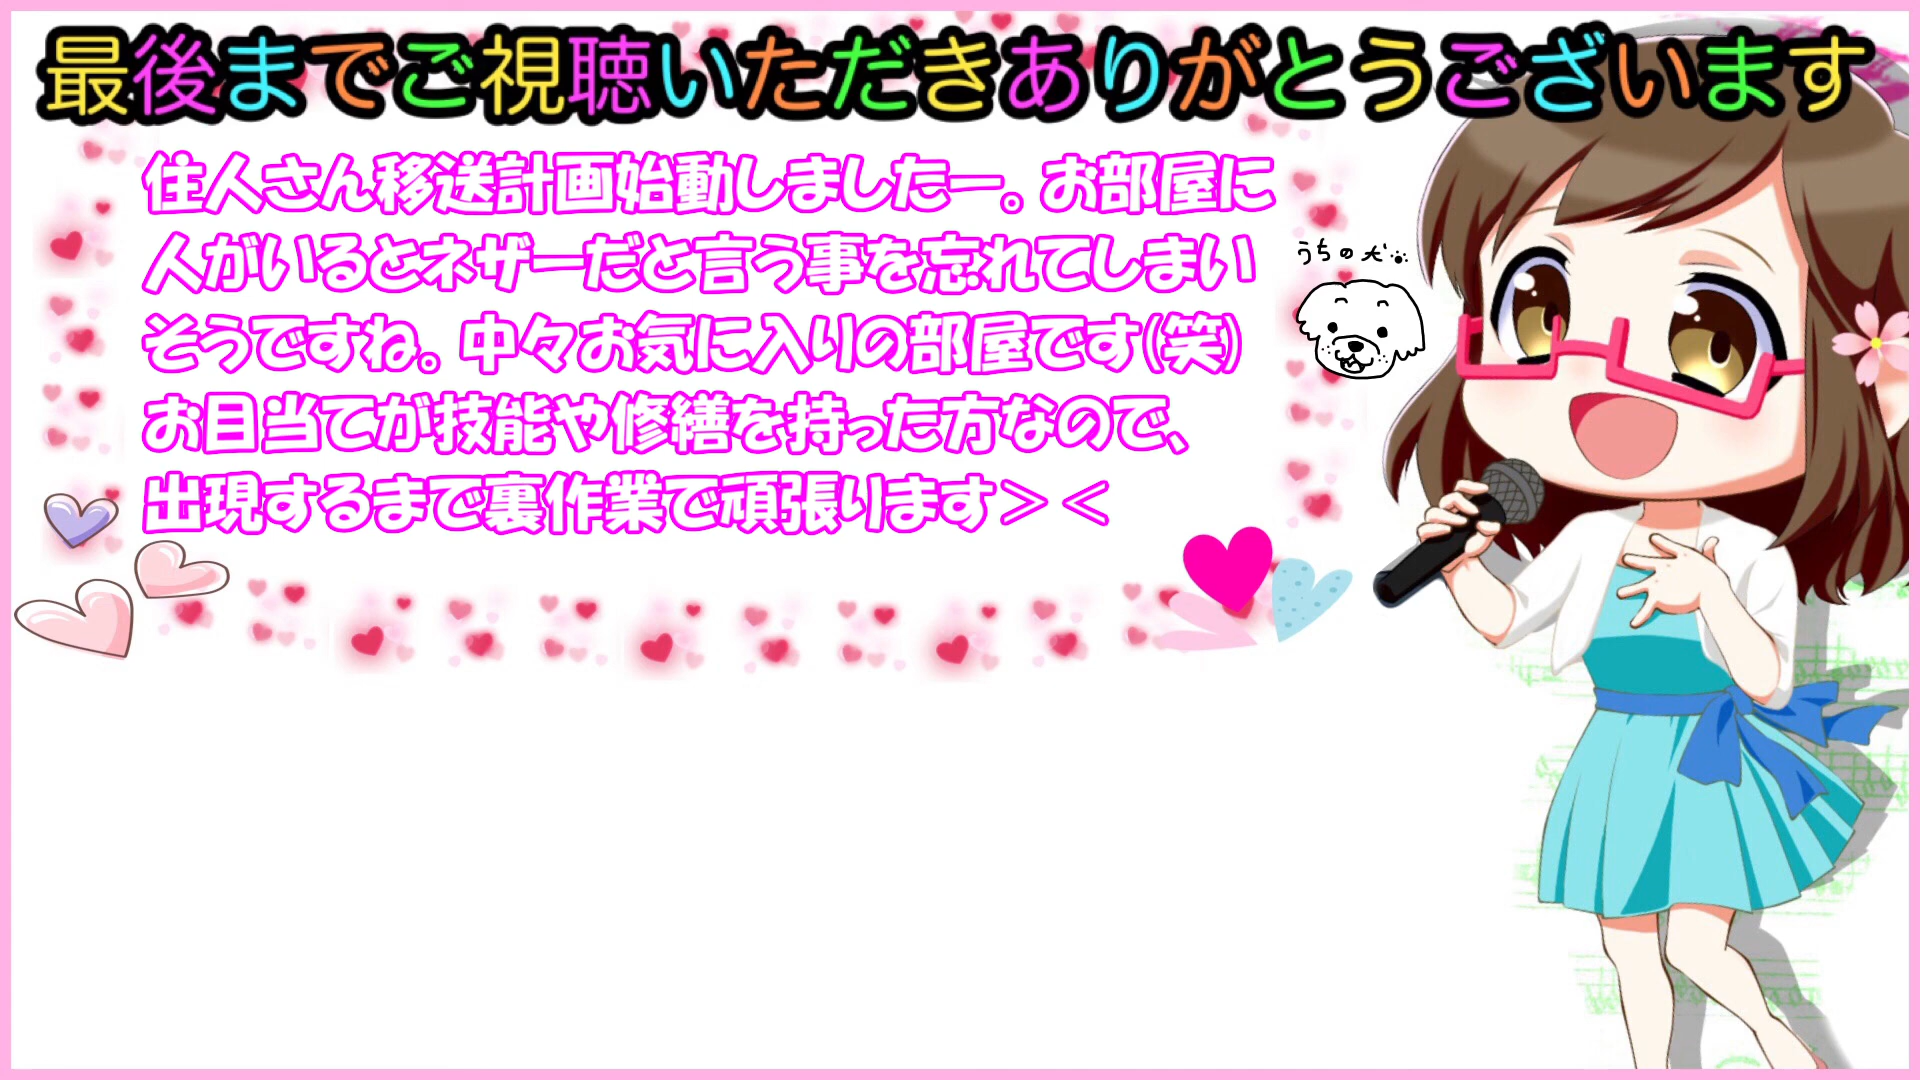 最後までご視聴いただきありがとうございます
住人さん移送計画始動しましたー。お部屋に
人がいるとネザーだと言う事を忘れてしまい
そうですね。中々お気に入りの部屋です(笑)
お目当てが技能や修繕を持った方なので、
出現するまで裏作業で頑張ります＞＜
うちの犬